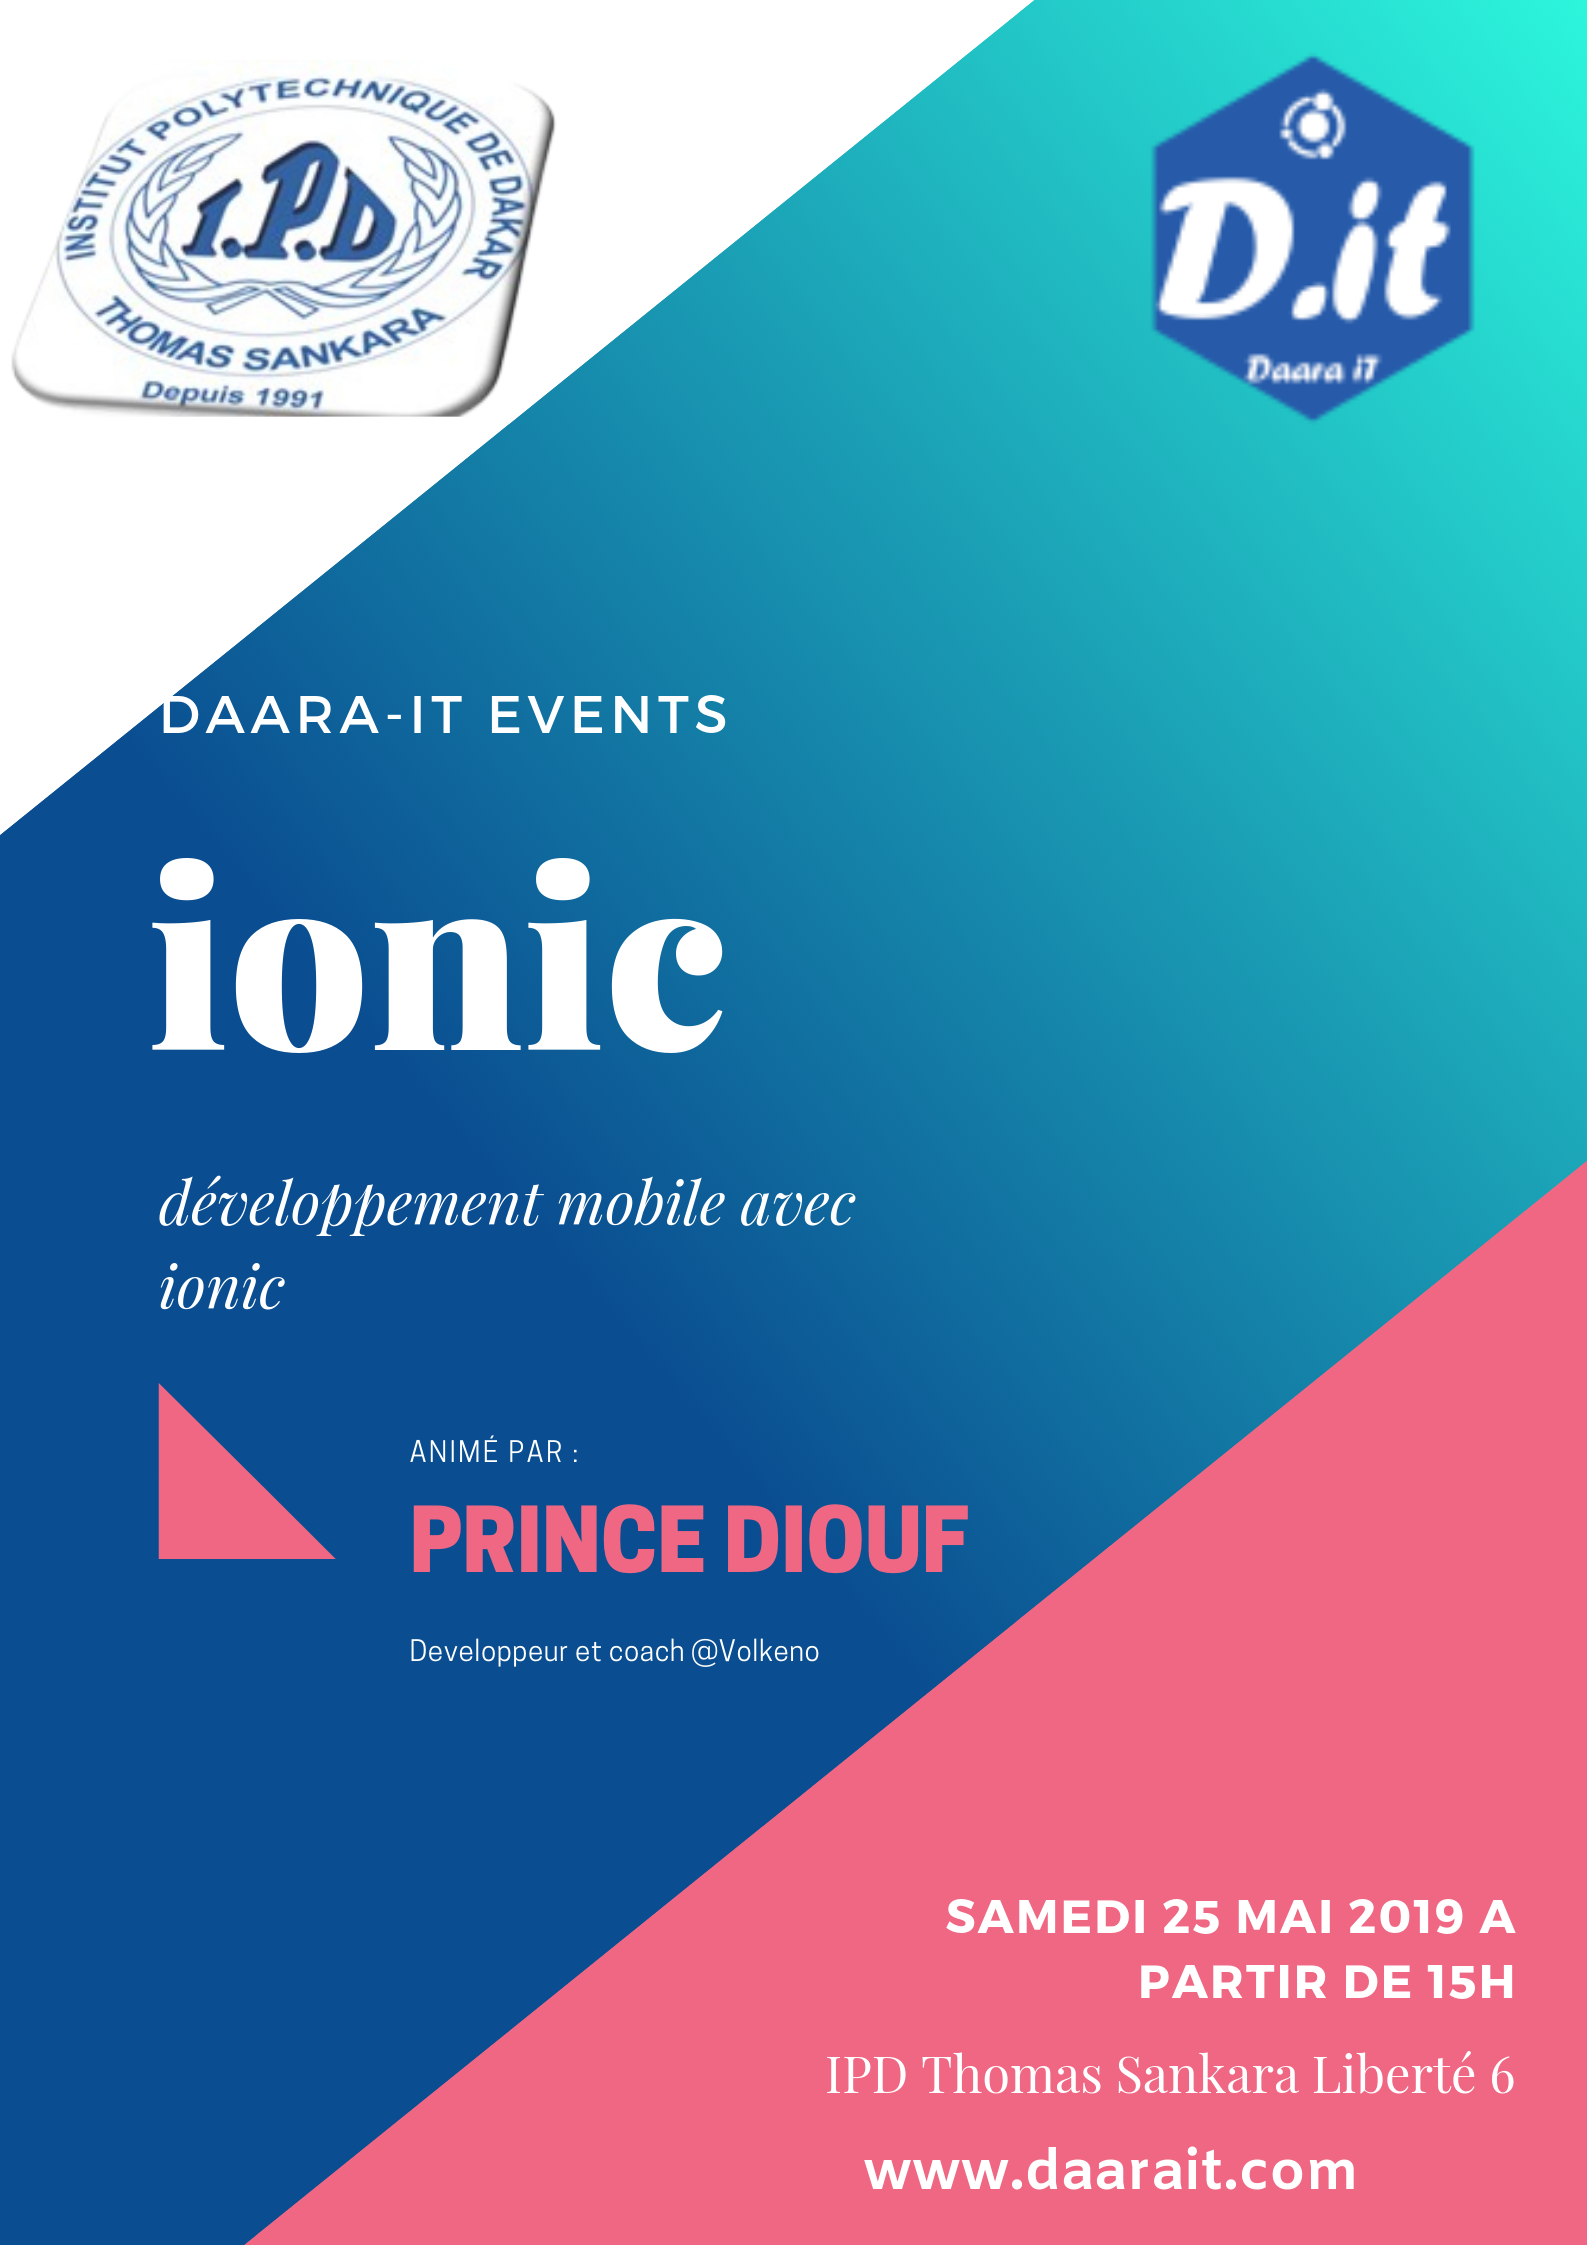 INSTITUT POLYTECHNIQUE DE DAKAR
I.P.D
THOMAS SANKARA
Depuis 1991
D.it
Daara iT
DAARA-IT EVENTS
ionic
développement mobile avec
ionic
ANIMÉ PAR :
PRINCE DIOUF
Developpeur et coach @Volkeno
SAMEDI 25 MAI 2019 A
PARTIR DE 15H
IPD Thomas Sankara Liberté 6
www.daarait.com